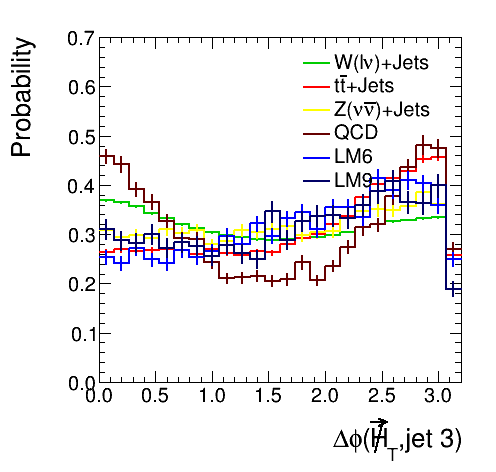 Probability
0.7
0.6
0.5
0.4
0.3
0.2
0.1
0.0
W(lν)+Jets
tt̄+Jets
Z(νν̄)+Jets
QCD
LM6
LM9
0.0 0.5 1.0 1.5 2.0 2.5 3.0
Δϕ(H̸⃗_T,jet 3)